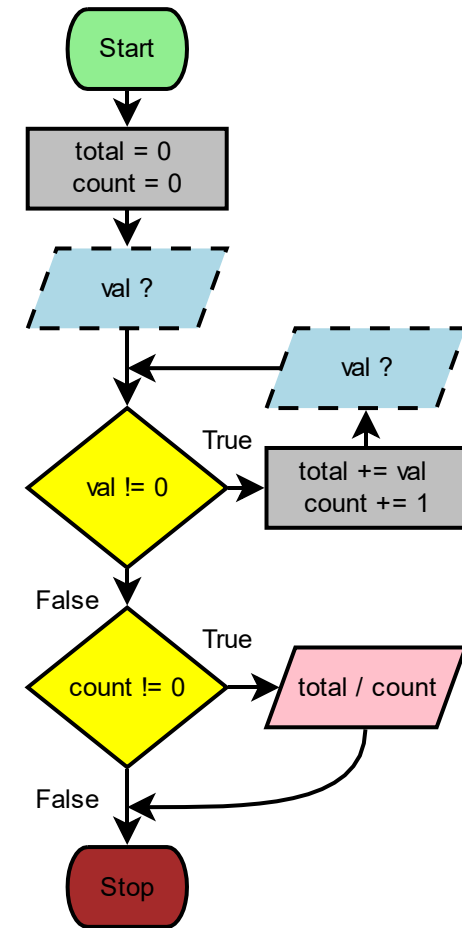 Start
total = 0
count = 0
val ?
val ?
True
val != 0
total += val
count += 1
False
True
count != 0
total / count
False
Stop